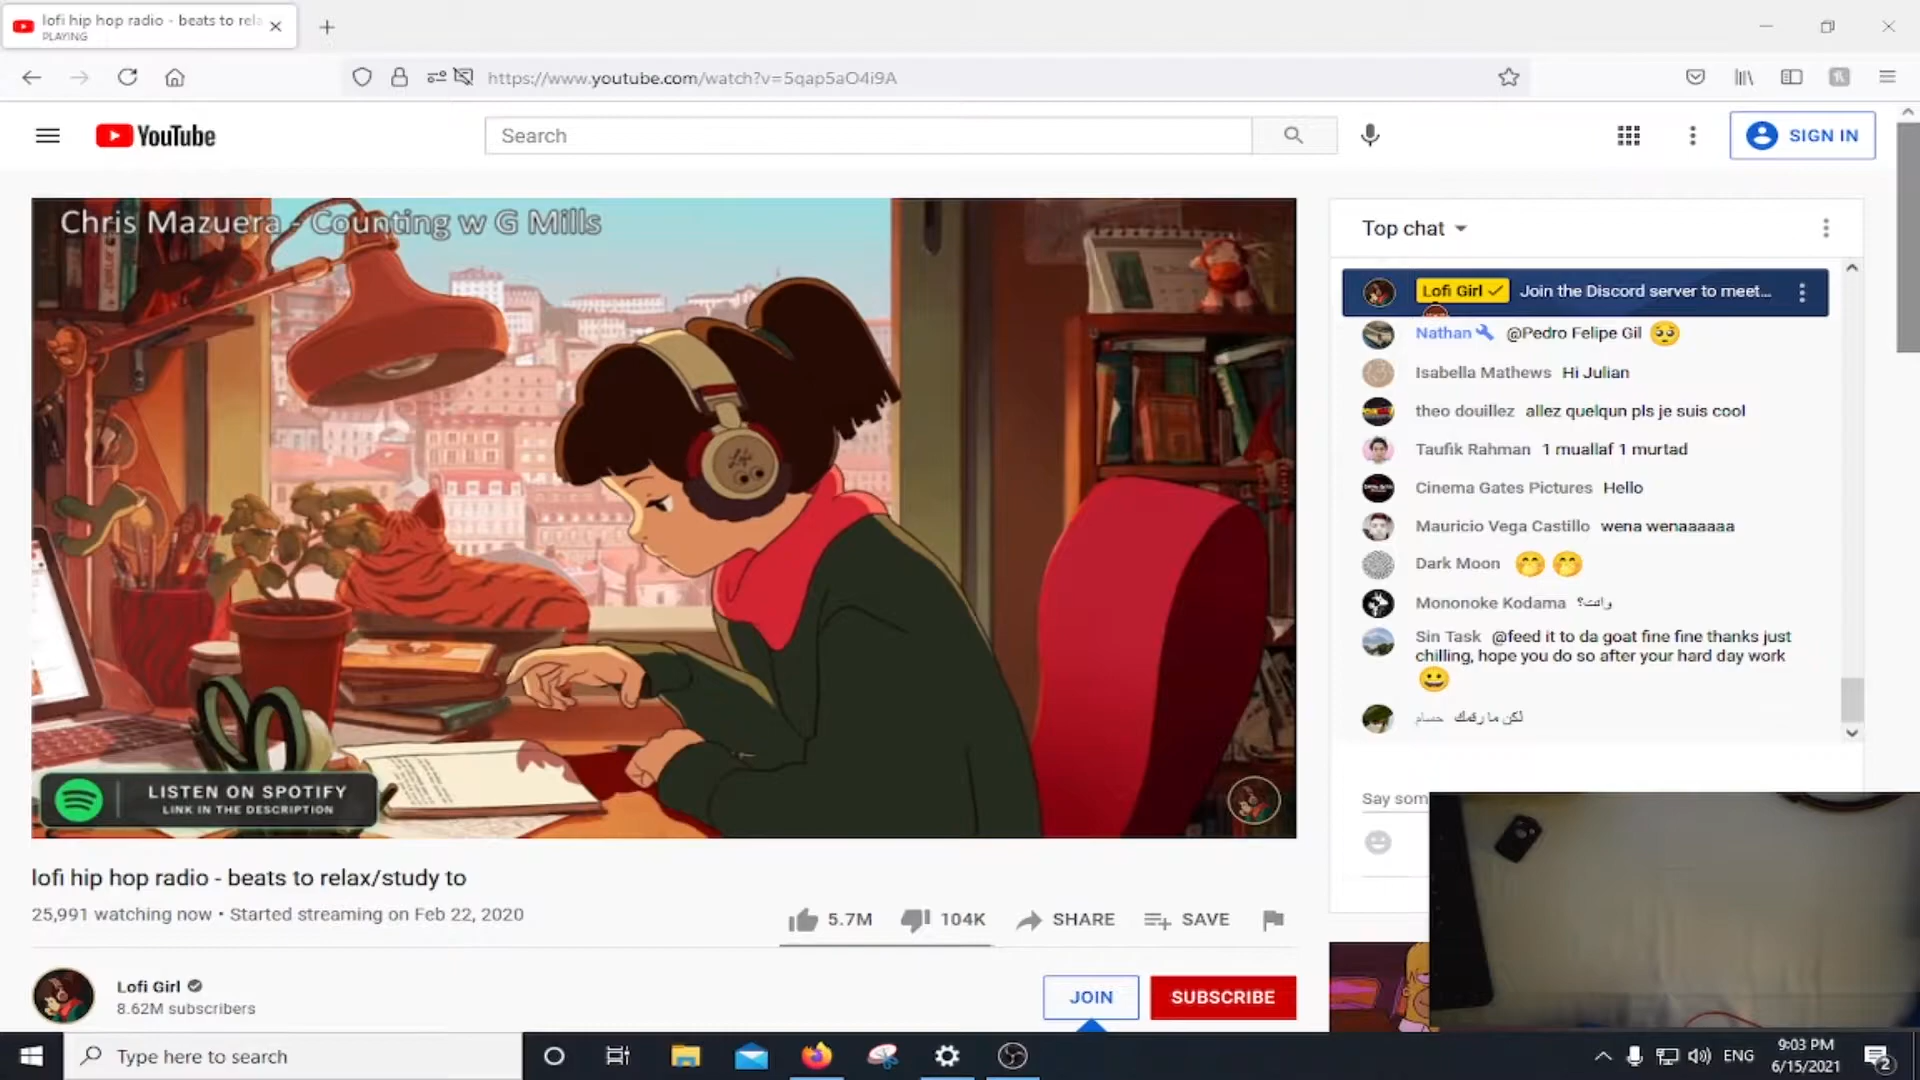 lofi hip hop radio - beats to rela
PLAYING
https://www.youtube.com/watch?v=5qap5aO4i9A
YouTube
Search
SIGN IN
Chris Mazuera - Counting w G Mills
LISTEN ON SPOTIFY
LINK IN THE DESCRIPTION
Top chat
Lofi Girl Join the Discord server to meet...
Nathan @Pedro Felipe Gil 🥺
Isabella Mathews Hi Julian
theo douillez allez quelqun pls je suis cool
Taufik Rahman 1 muallaf 1 murtad
Cinema Gates Pictures Hello
Mauricio Vega Castillo wena wenaaaaaa
Dark Moon 🤭 🤭
Mononoke Kodama وانت؟
Sin Task @feed it to da goat fine fine thanks just
chilling, hope you do so after your hard day work
😀
حسام لكن ما رقمك
Say som
lofi hip hop radio - beats to relax/study to
25,991 watching now • Started streaming on Feb 22, 2020
5.7M 104K SHARE SAVE
Lofi Girl
8.62M subscribers
JOIN SUBSCRIBE
Type here to search
ENG
9:03 PM
6/15/2021
2